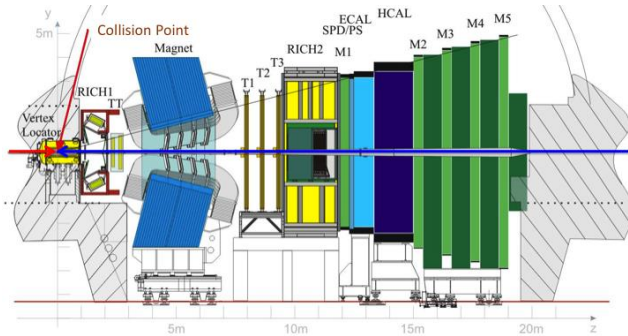 y
5m
Collision Point
Vertex
Locator
RICH1
TT
Magnet
T1
T2
T3
RICH2
SPD/PS
M1
ECAL
HCAL
M2
M3
M4
M5
5m
10m
15m
20m
z